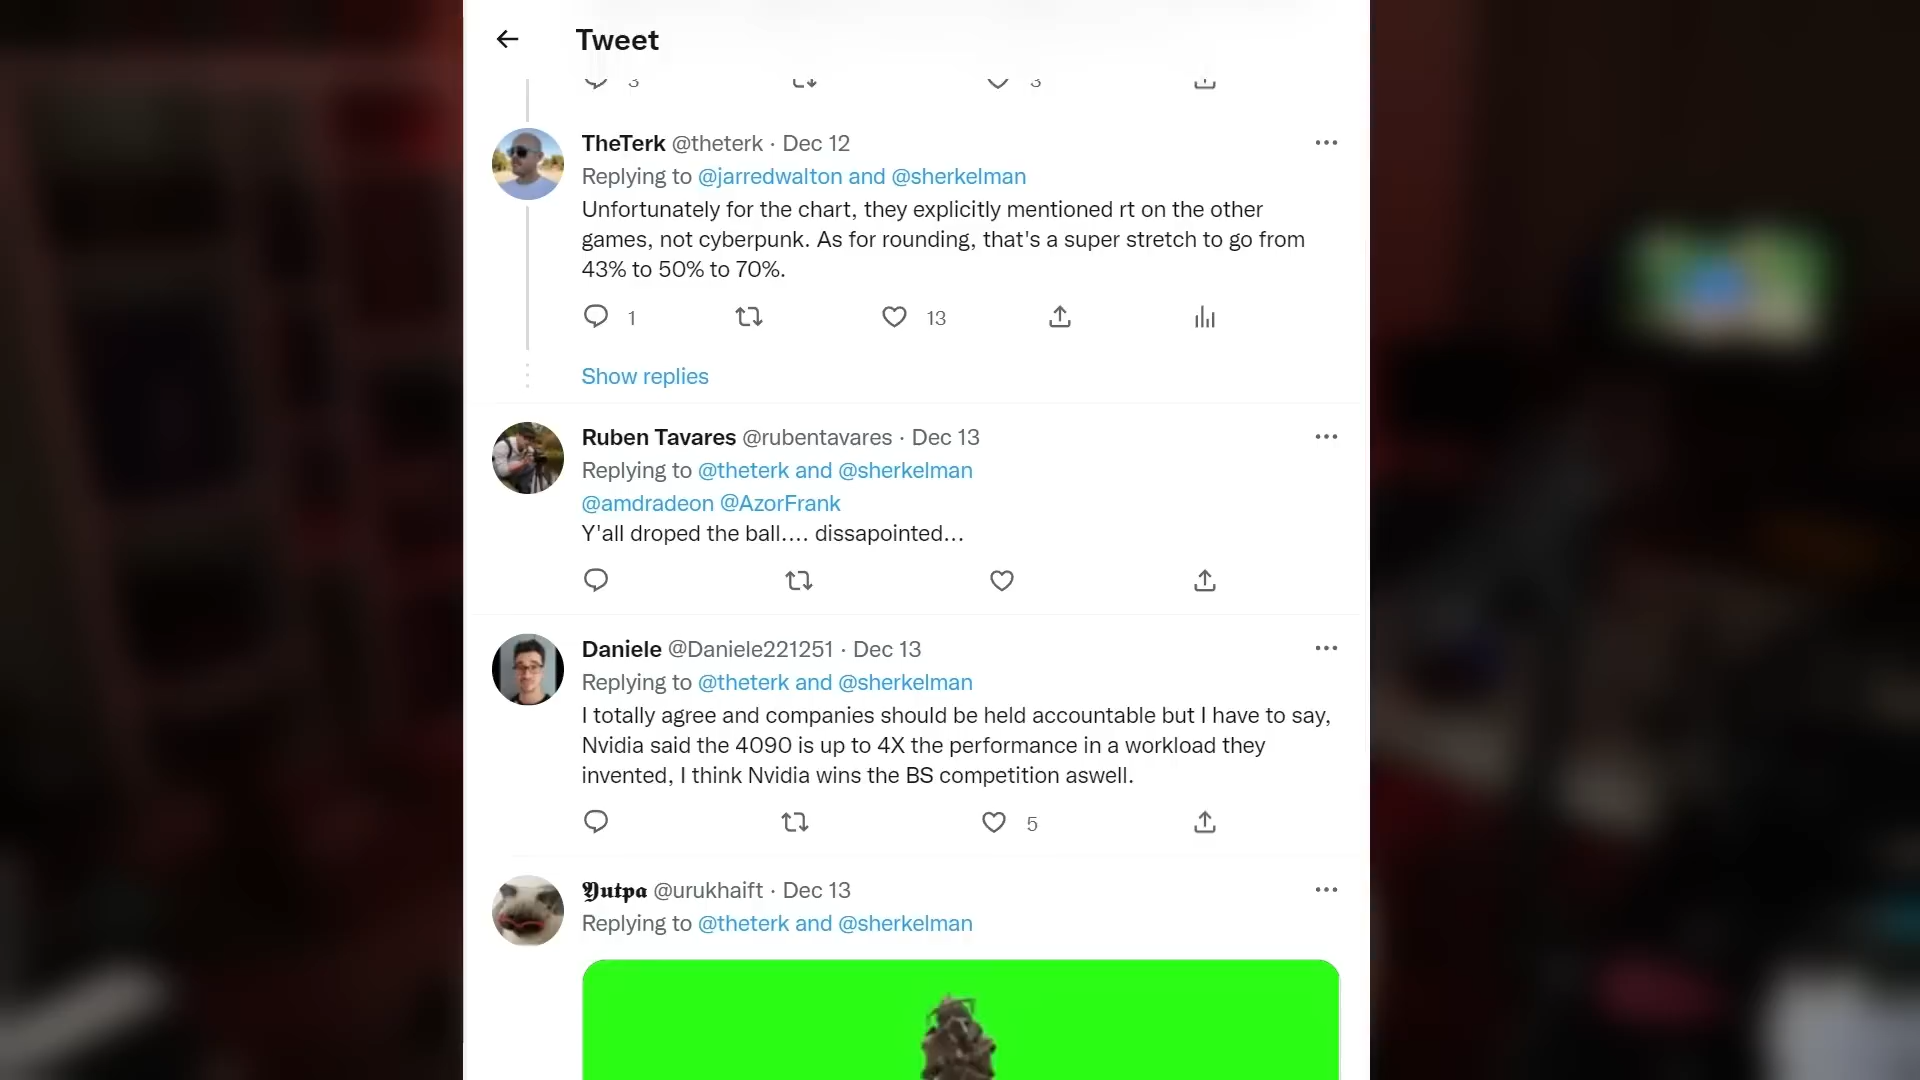 Tweet
3 3
TheTerk @theterk · Dec 12
Replying to @jarredwalton and @sherkelman
Unfortunately for the chart, they explicitly mentioned rt on the other
games, not cyberpunk. As for rounding, that's a super stretch to go from
43% to 50% to 70%.
1 13
Show replies
Ruben Tavares @rubentavares · Dec 13
Replying to @theterk and @sherkelman
@amdradeon @AzorFrank
Y'all droped the ball.... dissapointed...
Daniele @Daniele221251 · Dec 13
Replying to @theterk and @sherkelman
I totally agree and companies should be held accountable but I have to say,
Nvidia said the 4090 is up to 4X the performance in a workload they
invented, I think Nvidia wins the BS competition aswell.
5
𝖄𝖚𝖙𝖕𝖆 @urukhaift · Dec 13
Replying to @theterk and @sherkelman